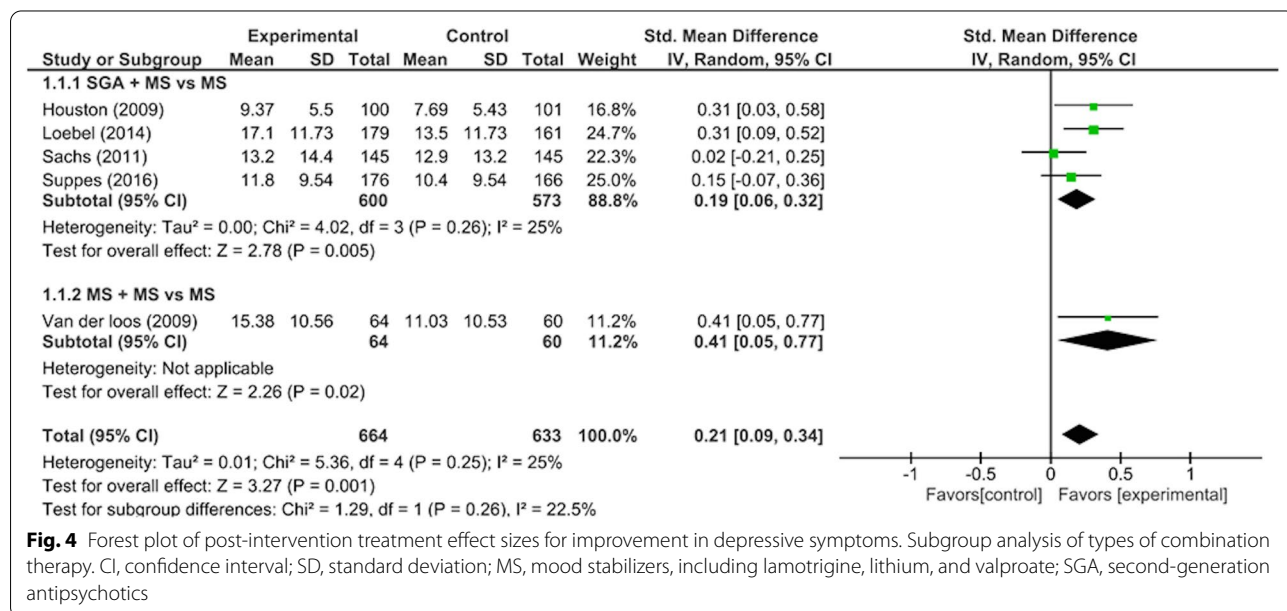 Experimental Control Std. Mean Difference Std. Mean Difference
Study or Subgroup Mean SD Total Mean SD Total Weight IV, Random, 95% CI IV, Random, 95% CI
1.1.1 SGA + MS vs MS
Houston (2009) 9.37 5.5 100 7.69 5.43 101 16.8% 0.31 [0.03, 0.58]
Loebel (2014) 17.1 11.73 179 13.5 11.73 161 24.7% 0.31 [0.09, 0.52]
Sachs (2011) 13.2 14.4 145 12.9 13.2 145 22.3% 0.02 [-0.21, 0.25]
Suppes (2016) 11.8 9.54 176 10.4 9.54 166 25.0% 0.15 [-0.07, 0.36]
Subtotal (95% CI) 600 573 88.8% 0.19 [0.06, 0.32]
Heterogeneity: Tau² = 0.00; Chi² = 4.02, df = 3 (P = 0.26); I² = 25%
Test for overall effect: Z = 2.78 (P = 0.005)
1.1.2 MS + MS vs MS
Van der loos (2009) 15.38 10.56 64 11.03 10.53 60 11.2% 0.41 [0.05, 0.77]
Subtotal (95% CI) 64 60 11.2% 0.41 [0.05, 0.77]
Heterogeneity: Not applicable
Test for overall effect: Z = 2.26 (P = 0.02)
Total (95% CI) 664 633 100.0% 0.21 [0.09, 0.34]
Heterogeneity: Tau² = 0.01; Chi² = 5.36, df = 4 (P = 0.25); I² = 25%
Test for overall effect: Z = 3.27 (P = 0.001)
Test for subgroup differences: Chi² = 1.29, df = 1 (P = 0.26), I² = 22.5%
-1 -0.5 0 0.5 1
Favors[control] Favors [experimental]
Fig. 4 Forest plot of post-intervention treatment effect sizes for improvement in depressive symptoms. Subgroup analysis of types of combination
therapy. CI, confidence interval; SD, standard deviation; MS, mood stabilizers, including lamotrigine, lithium, and valproate; SGA, second-generation
antipsychotics